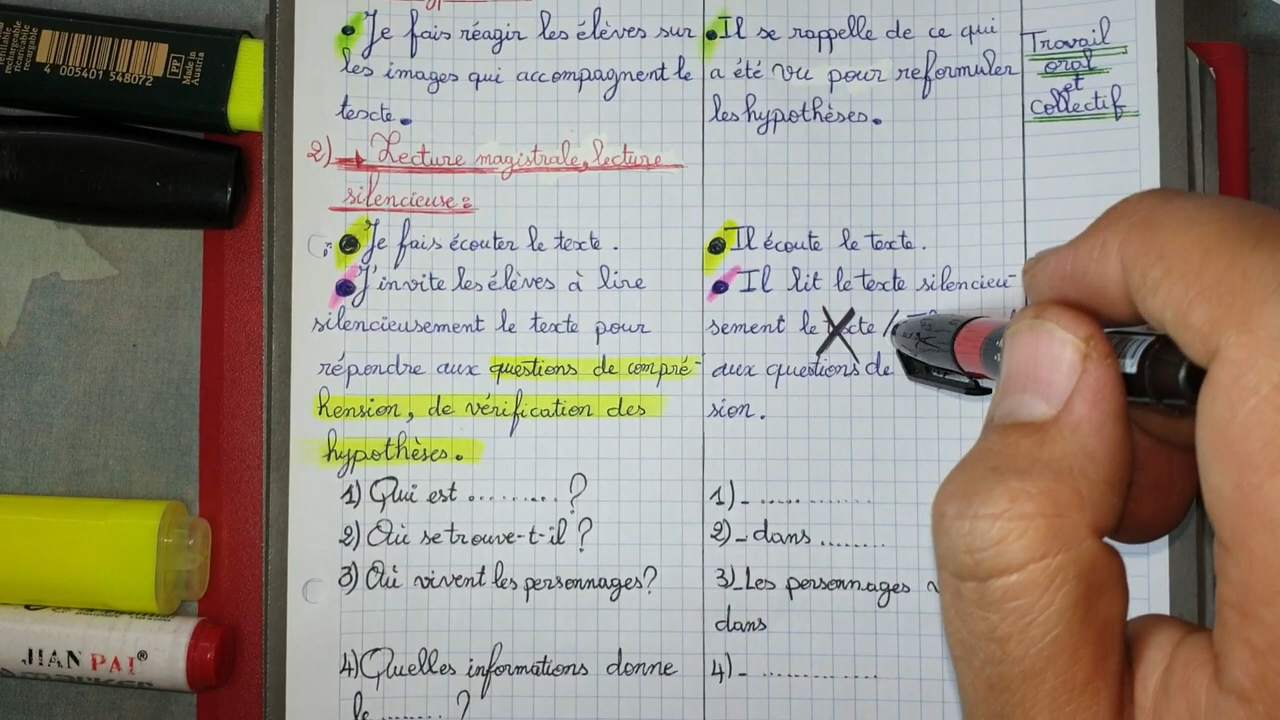 Je fais réagir les élèves sur
les images qui accompagnent le
texte.
2) → Lecture magistrale, lecture
silencieuse :
Je fais écouter le texte.
J'invite les élèves à lire
silencieusement le texte pour
répondre aux questions de compré-
hension, de vérification des
hypothèses.
1) Qui est .......... ?
2) Où se trouve-t-il ?
3) Où vivent les personnages?
4) Quelles informations donne
le ........ ?
Il se rappelle de ce qui
a été vu pour reformuler
les hypothèses.
Il écoute le texte.
Il lit le texte silencieu-
sement le texte /
aux questions de
sion.
1)- ..............
2)- dans ........
3)- Les personnages
dans
4)- ..............
Travail
oral
et
collectif
rechargeable
4 005401 548072
PP
Made in
Austria
JIAN PAI®